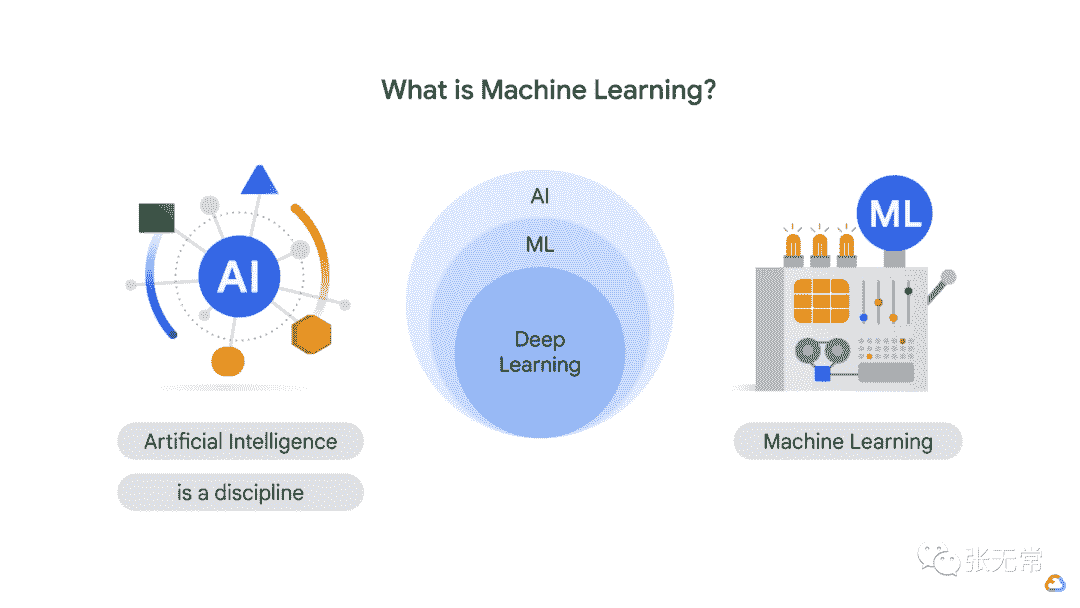 What is Machine Learning?
AI
AI
ML
Deep
Learning
ML
Artificial Intelligence
is a discipline
Machine Learning
张无常